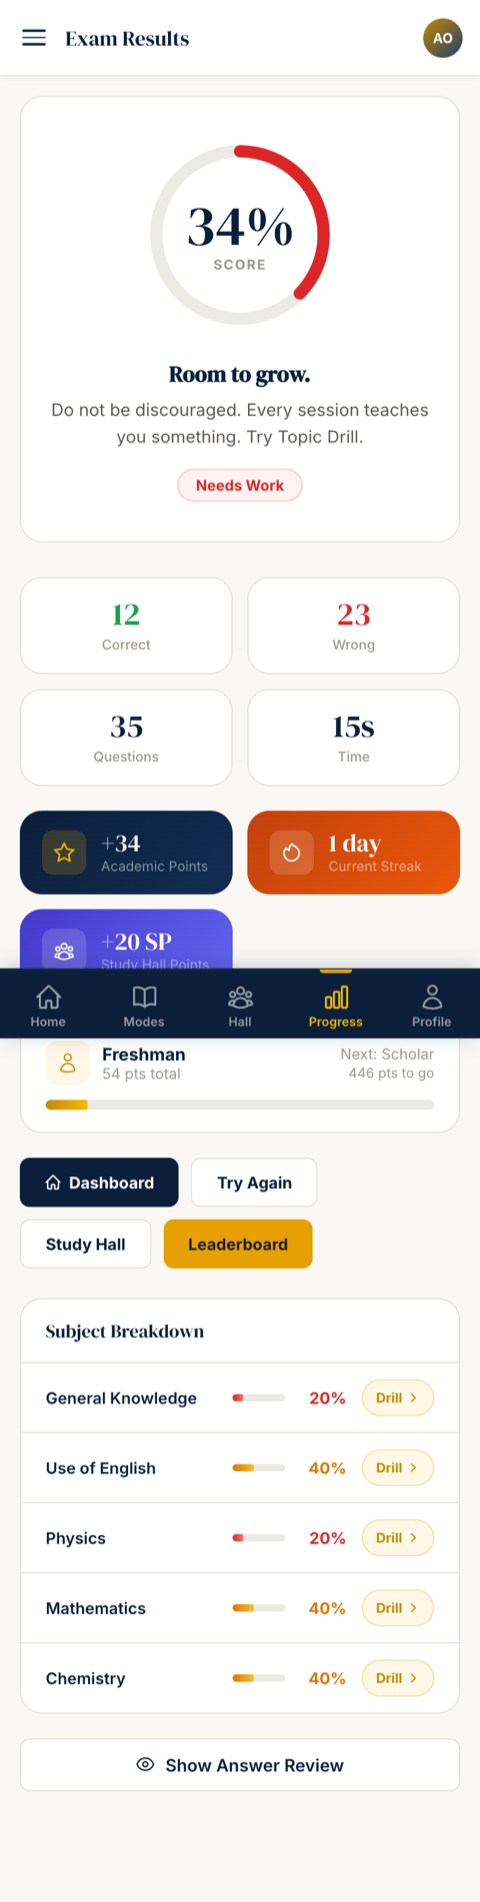 Exam Results
AO
34%
SCORE
Room to grow.
Do not be discouraged. Every session teaches
you something. Try Topic Drill.
Needs Work
12
Correct
23
Wrong
35
Questions
15s
Time
+34
Academic Points
1 day
Current Streak
+20 SP
Study Hall Points
Home
Modes
Hall
Progress
Profile
Freshman
54 pts total
Next: Scholar
446 pts to go
Dashboard
Try Again
Study Hall
Leaderboard
Subject Breakdown
General Knowledge
20%
Drill
Use of English
40%
Drill
Physics
20%
Drill
Mathematics
40%
Drill
Chemistry
40%
Drill
Show Answer Review